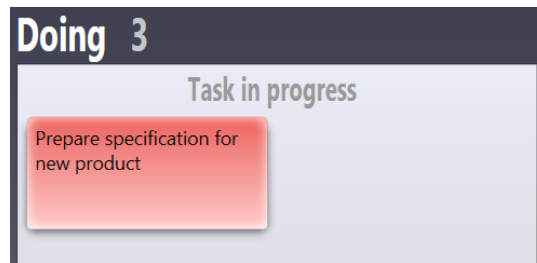 Doing 3
Task in progress
Prepare specification for
new product